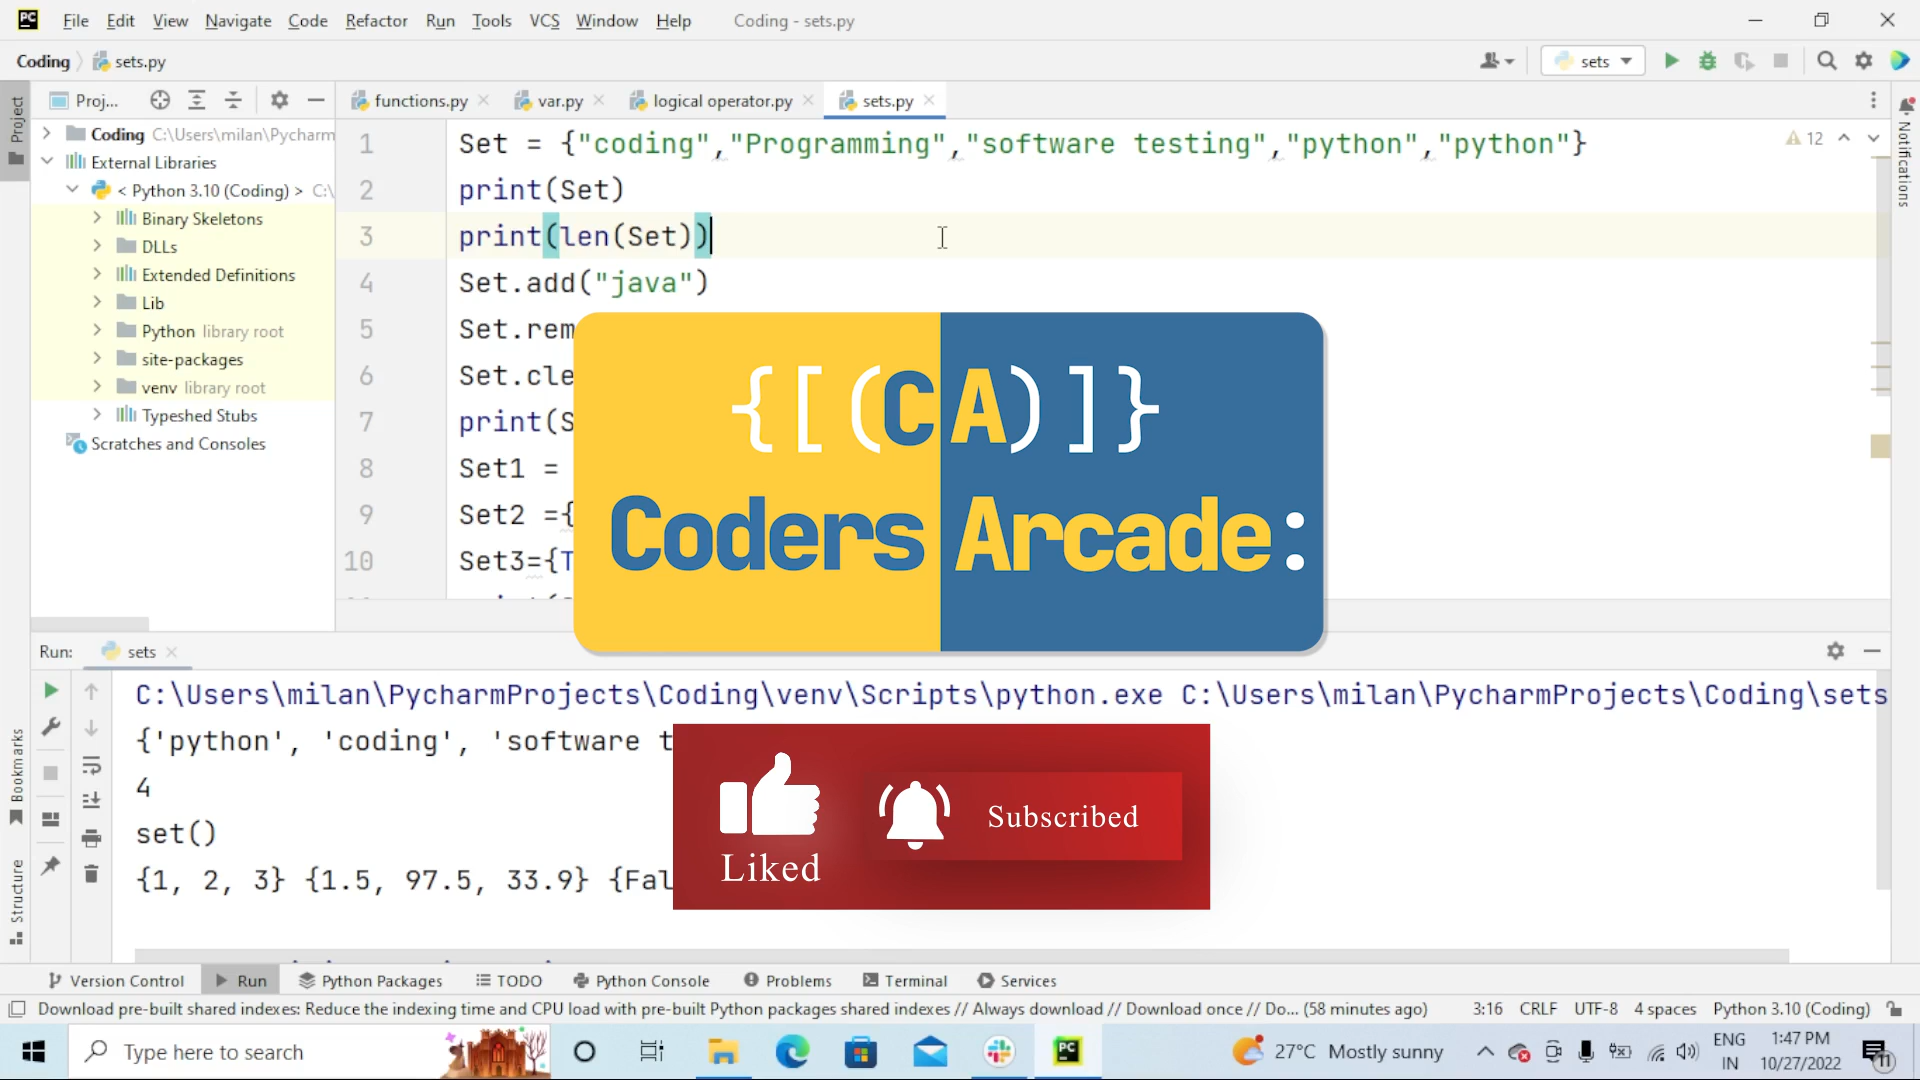 File Edit View Navigate Code Refactor Run Tools VCS Window Help Coding - sets.py
Coding sets.py sets
Project
Proj...
functions.py var.py logical operator.py sets.py
Notifications
Coding C:\Users\milan\Pycharm
External Libraries
< Python 3.10 (Coding) > C:\
Binary Skeletons
DLLs
Extended Definitions
Lib
Python library root
site-packages
venv library root
Typeshed Stubs
Scratches and Consoles
12
1 Set = {"coding","Programming","software testing","python","python"}
2 print(Set)
3 print(len(Set))
4 Set.add("java")
5 Set.rem
6 Set.cle
7 print(S
8 Set1 =
9 Set2 ={
10 Set3={T
{[(CA)]}
Coders Arcade:
Run: sets
C:\Users\milan\PycharmProjects\Coding\venv\Scripts\python.exe C:\Users\milan\PycharmProjects\Coding\sets
{'python', 'coding', 'software t
4
set()
{1, 2, 3} {1.5, 97.5, 33.9} {Fal
Liked
Subscribed
Bookmarks
Structure
Version Control Run Python Packages TODO Python Console Problems Terminal Services
Download pre-built shared indexes: Reduce the indexing time and CPU load with pre-built Python packages shared indexes // Always download // Download once // Do... (58 minutes ago) 3:16 CRLF UTF-8 4 spaces Python 3.10 (Coding)
Type here to search
PC
27°C Mostly sunny
ENG
IN
1:47 PM
10/27/2022
11